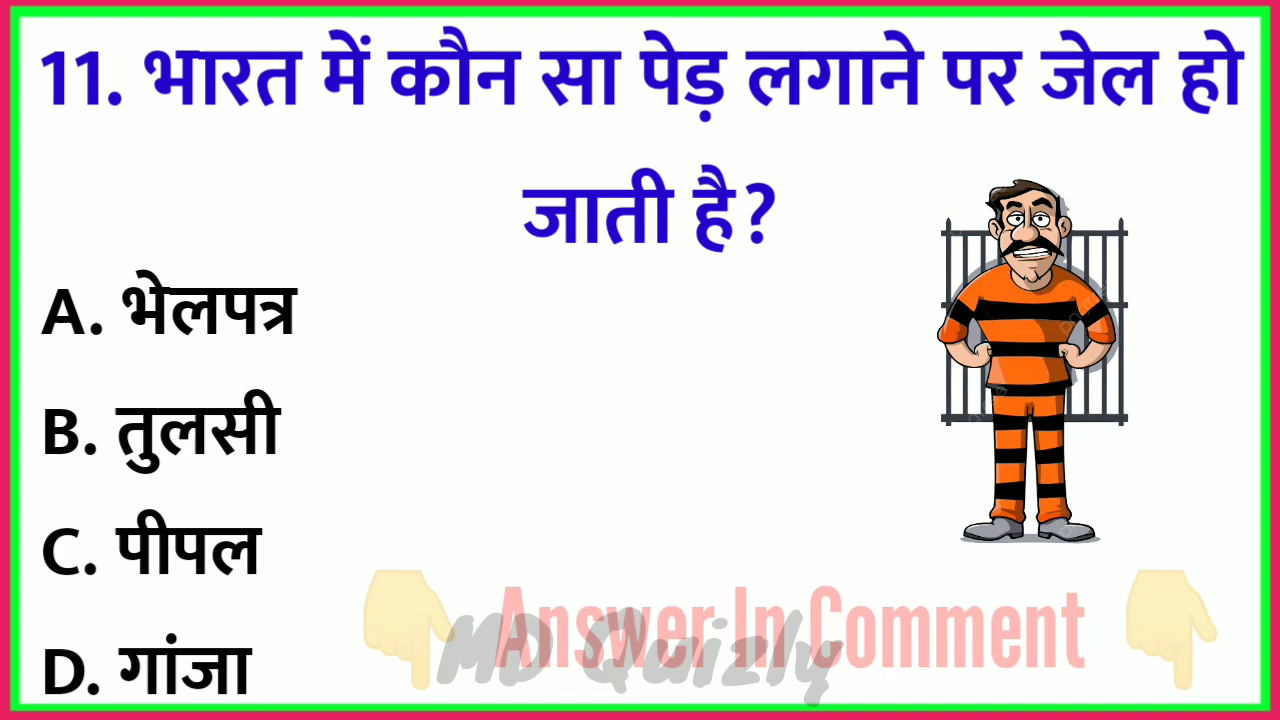 11. भारत में कौन सा पेड़ लगाने पर जेल हो
जाती है?
A. भेलपत्र
B. तुलसी
C. पीपल
D. गांजा
Answer In Comment
MD Quizly